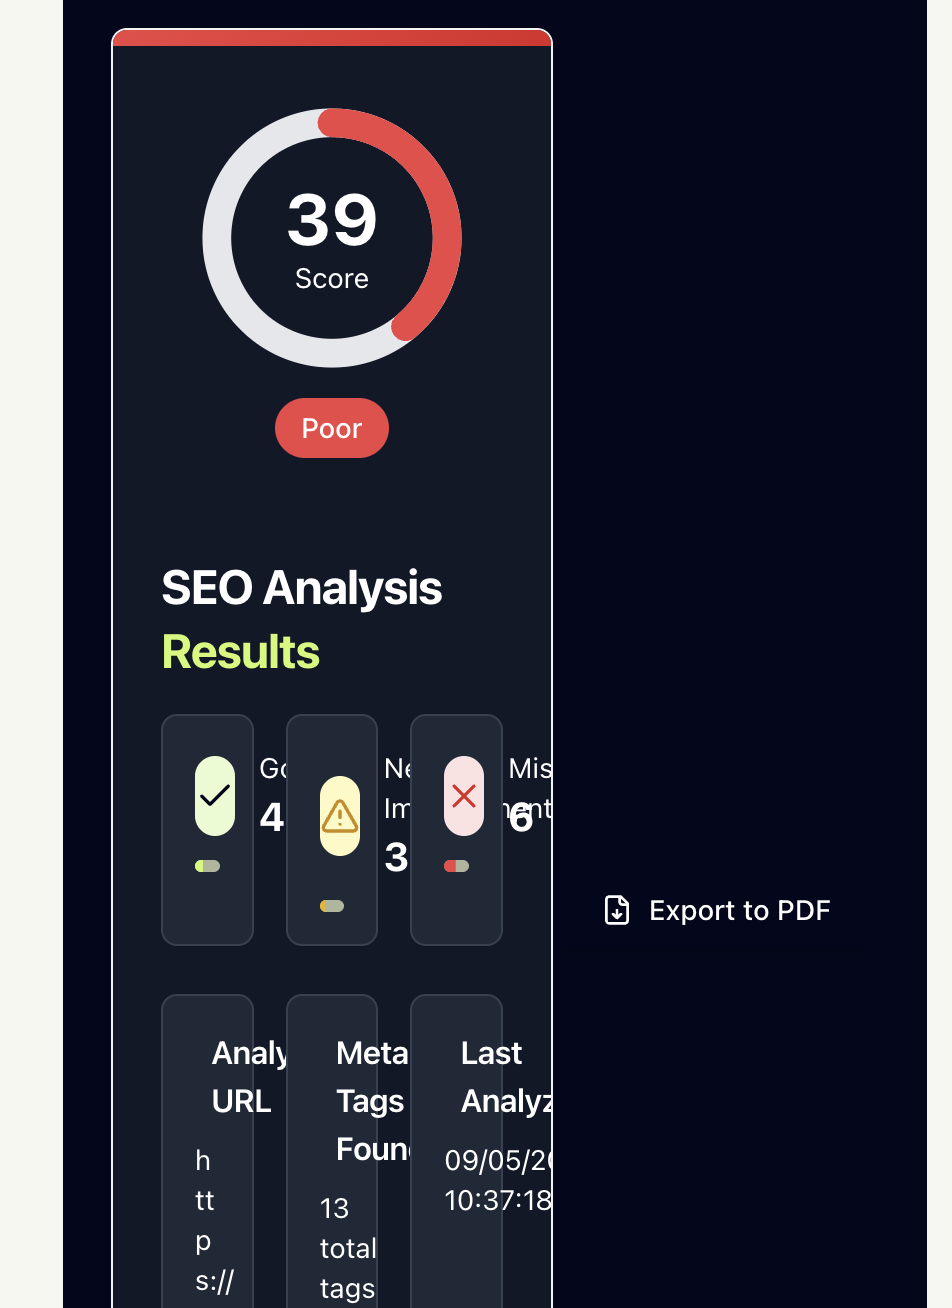 39
Score
Poor
SEO Analysis
Results
Go
4
Ne
Im
3
Mis
ment
6
Export to PDF
Analy
URL
h
tt
p
s://
Meta
Tags
Foun
13
total
tags
Last
Analyz
09/05/20
10:37:18